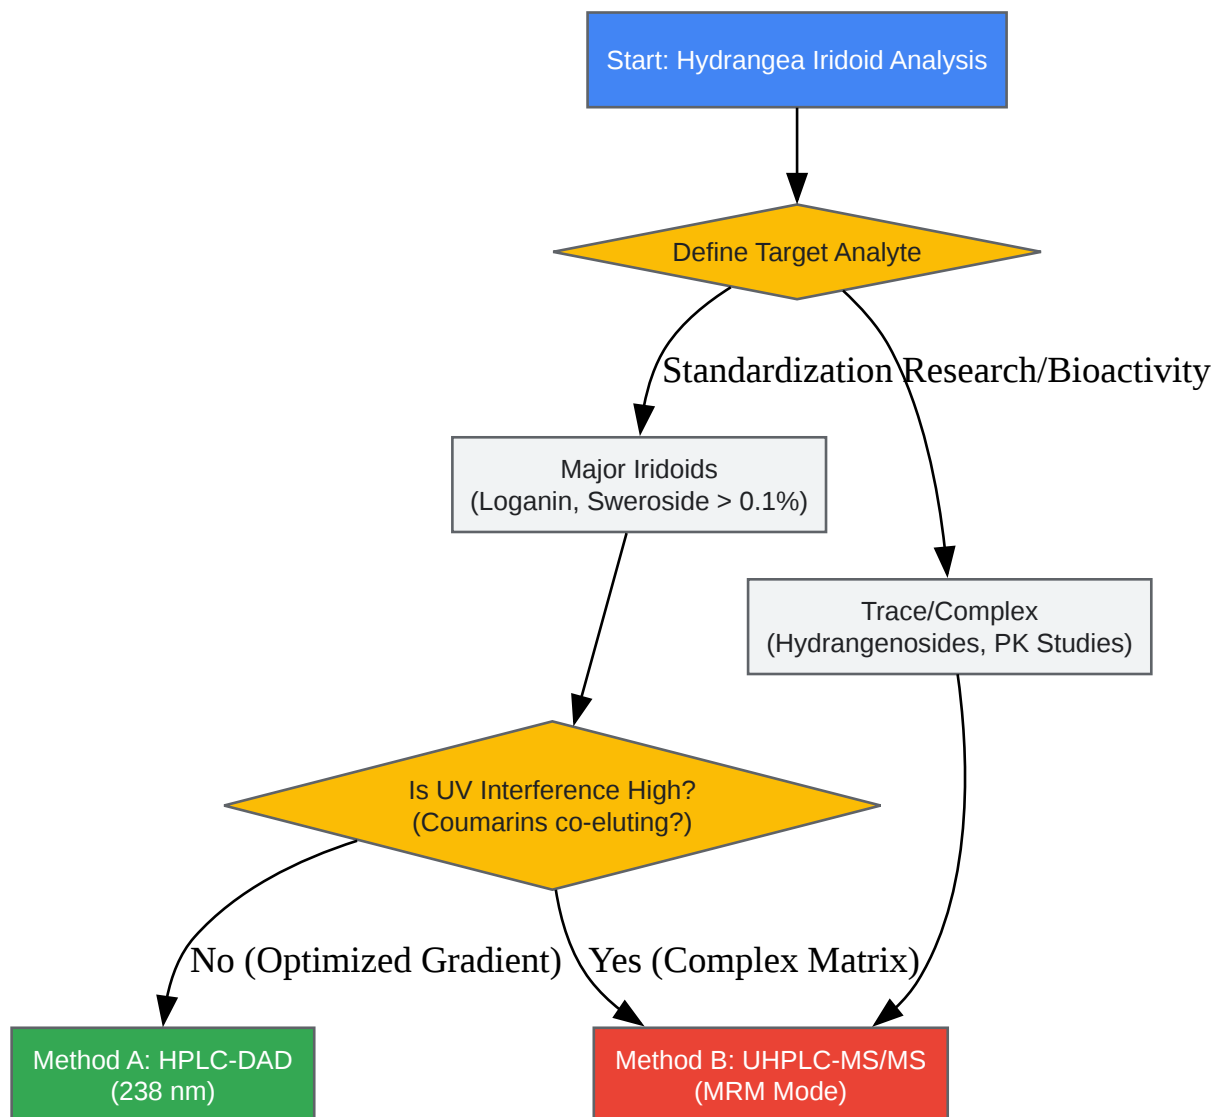 Start: Hydrangea Iridoid Analysis
Define Target Analyte
Standardization
Research/Bioactivity
Major Iridoids
(Loganin, Sweroside > 0.1%)
Trace/Complex
(Hydrangenosides, PK Studies)
Is UV Interference High?
(Coumarins co-eluting?)
No (Optimized Gradient)
Yes (Complex Matrix)
Method A: HPLC-DAD
(238 nm)
Method B: UHPLC-MS/MS
(MRM Mode)